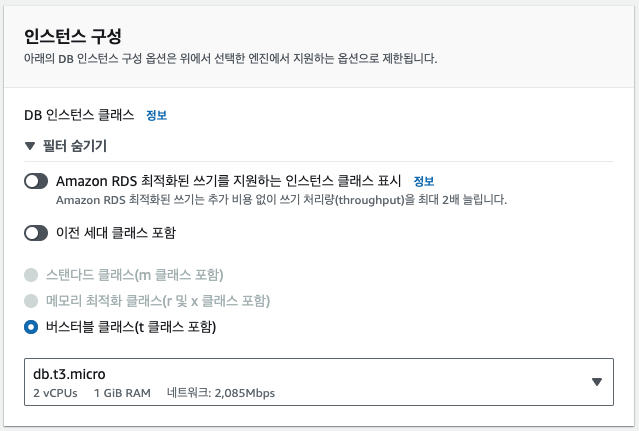 인스턴스 구성
아래의 DB 인스턴스 구성 옵션은 위에서 선택한 엔진에서 지원하는 옵션으로 제한됩니다.
DB 인스턴스 클래스 정보
▼ 필터 숨기기
Amazon RDS 최적화된 쓰기를 지원하는 인스턴스 클래스 표시 정보
Amazon RDS 최적화된 쓰기는 추가 비용 없이 쓰기 처리량(throughput)을 최대 2배 늘립니다.
이전 세대 클래스 포함
스탠다드 클래스(m 클래스 포함)
메모리 최적화 클래스(r 및 x 클래스 포함)
버스터블 클래스(t 클래스 포함)
db.t3.micro
2 vCPUs 1 GiB RAM 네트워크: 2,085Mbps